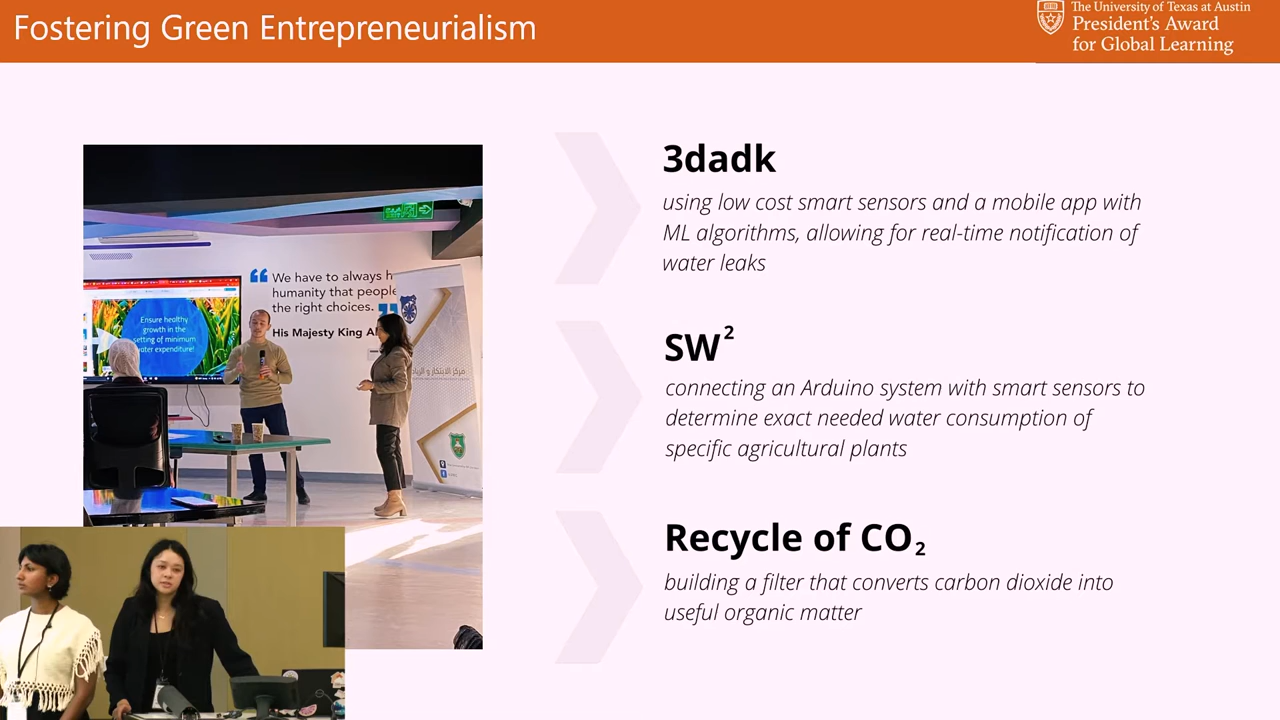 Fostering Green Entrepreneurialism
The University of Texas at Austin
President's Award
for Global Learning
We have to always h
humanity that people
the right choices.
His Majesty King A
Ensure healthy
growth in the
setting of minimum
water expenditure!
مركز الابتكار و الرياد
3dadk
using low cost smart sensors and a mobile app with
ML algorithms, allowing for real-time notification of
water leaks
SW²
connecting an Arduino system with smart sensors to
determine exact needed water consumption of
specific agricultural plants
Recycle of CO₂
building a filter that converts carbon dioxide into
useful organic matter